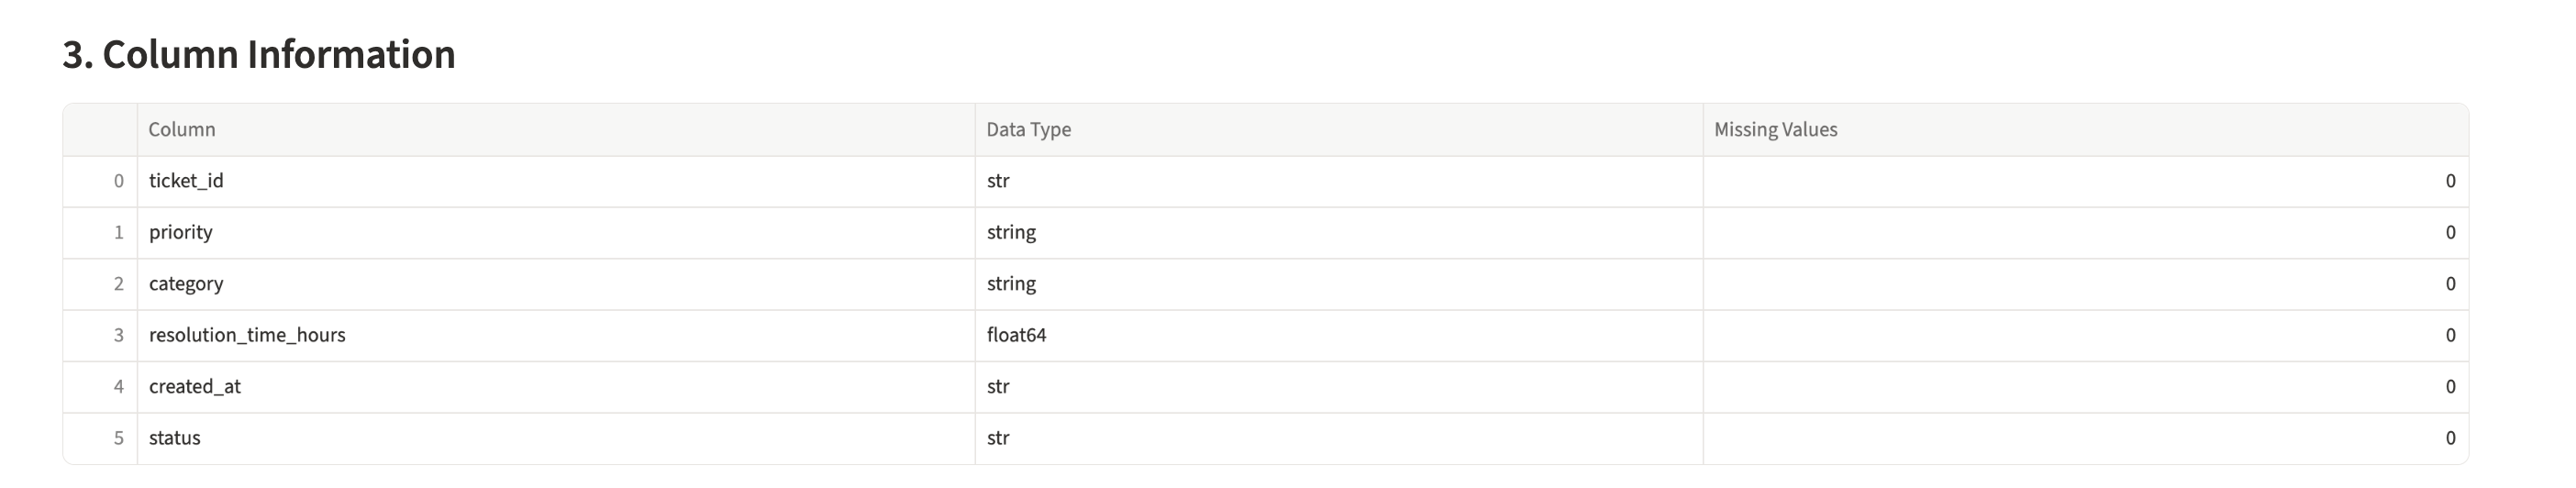 3. Column Information
Column Data Type Missing Values
0 ticket_id str 0
1 priority string 0
2 category string 0
3 resolution_time_hours float64 0
4 created_at str 0
5 status str 0